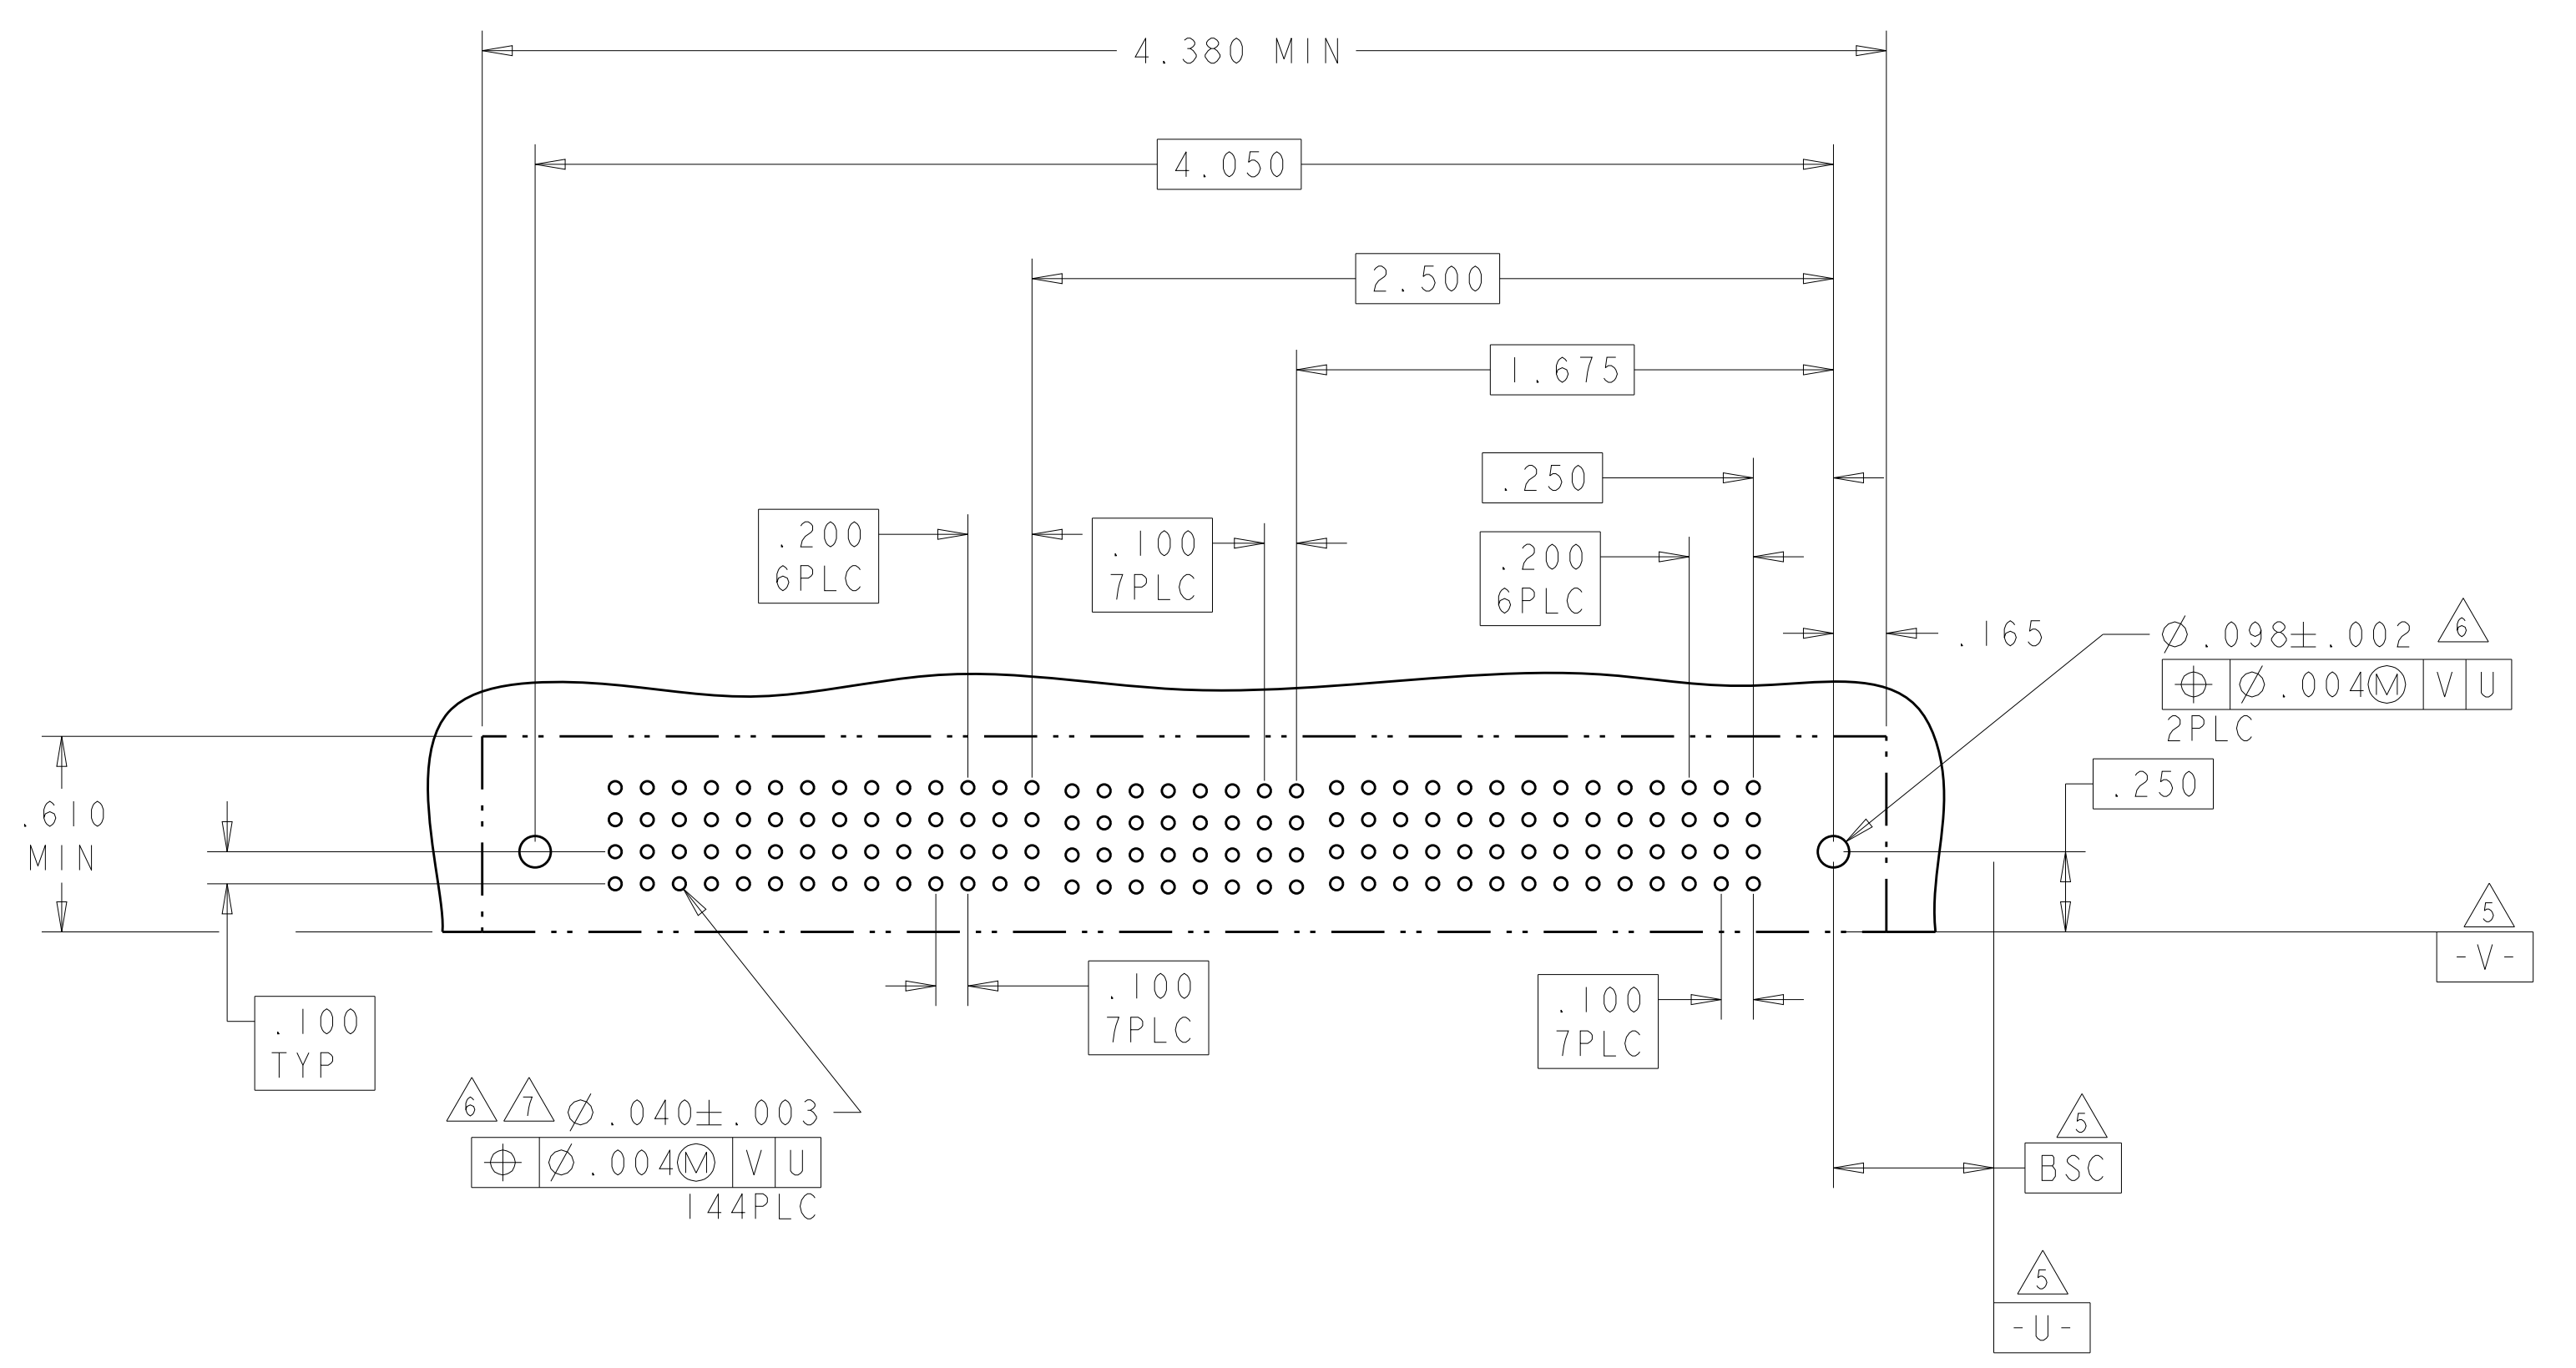 4.380 MIN
4.050
2.500
1.675
.250
.200
6PLC
.100
7PLC
.200
6PLC
.165
Ø.098±.002 6
⌖ Ø.004Ⓜ V U
2PLC
.250
.610
MIN
5
-V-
.100
7PLC
.100
7PLC
.100
TYP
6 7 Ø.040±.003
⌖ Ø.004Ⓜ V U
144PLC
5
BSC
5
-U-